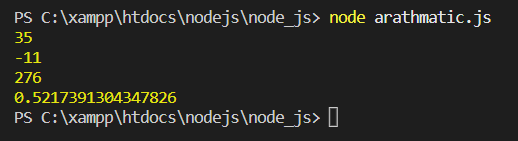 PS C:\xampp\htdocs\nodejs\node_js> node arathmatic.js
35
-11
276
0.5217391304347826
PS C:\xampp\htdocs\nodejs\node_js>